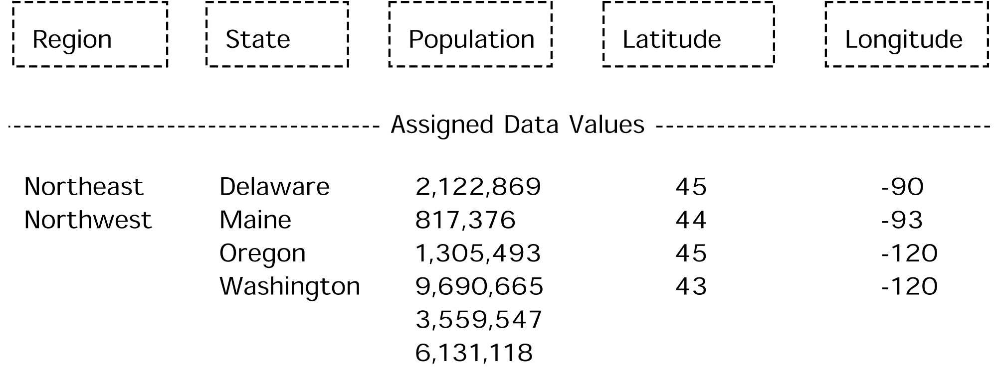 Region State Population Latitude Longitude
Assigned Data Values
Northeast Delaware 2,122,869 45 -90
Northwest Maine 817,376 44 -93
Oregon 1,305,493 45 -120
Washington 9,690,665 43 -120
3,559,547
6,131,118